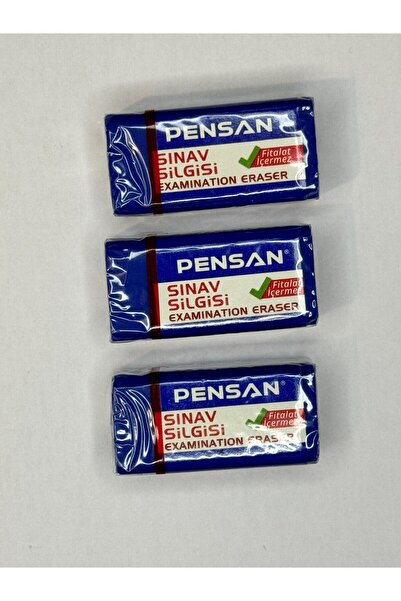 PENSAN
SINAV
SiLGiSi
EXAMINATION ERASER
Fitalat
İçermez
PENSAN®
SINAV
SiLGiSi
EXAMINATION ERASER
Fitalat
İçermez
PENSAN®
SINAV
SiLGiSi
EXAMINATION ERASER
Fitalat
İçermez